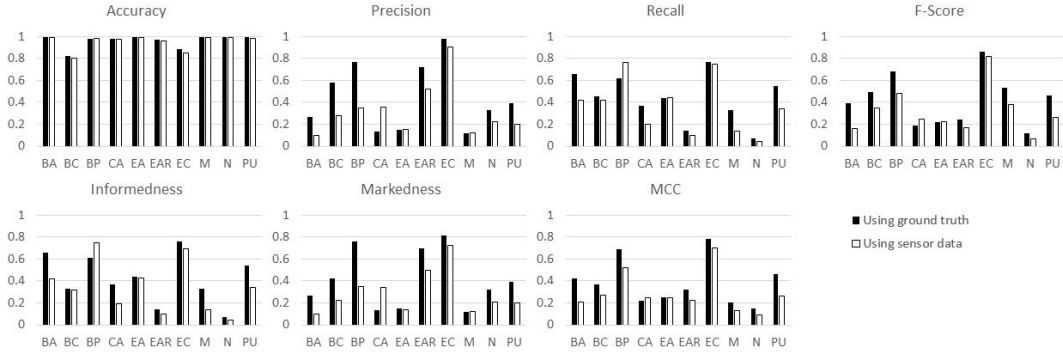 Accuracy
1
0.8
0.6
0.4
0.2
0
BA BC BP CA EA EAR EC M N PU
Precision
1
0.8
0.6
0.4
0.2
0
BA BC BP CA EA EAR EC M N PU
Recall
1
0.8
0.6
0.4
0.2
0
BA BC BP CA EA EAR EC M N PU
F-Score
1
0.8
0.6
0.4
0.2
0
BA BC BP CA EA EAR EC M N PU
Informedness
1
0.8
0.6
0.4
0.2
0
BA BC BP CA EA EAR EC M N PU
Markedness
1
0.8
0.6
0.4
0.2
0
BA BC BP CA EA EAR EC M N PU
MCC
1
0.8
0.6
0.4
0.2
0
BA BC BP CA EA EAR EC M N PU
Using ground truth
Using sensor data